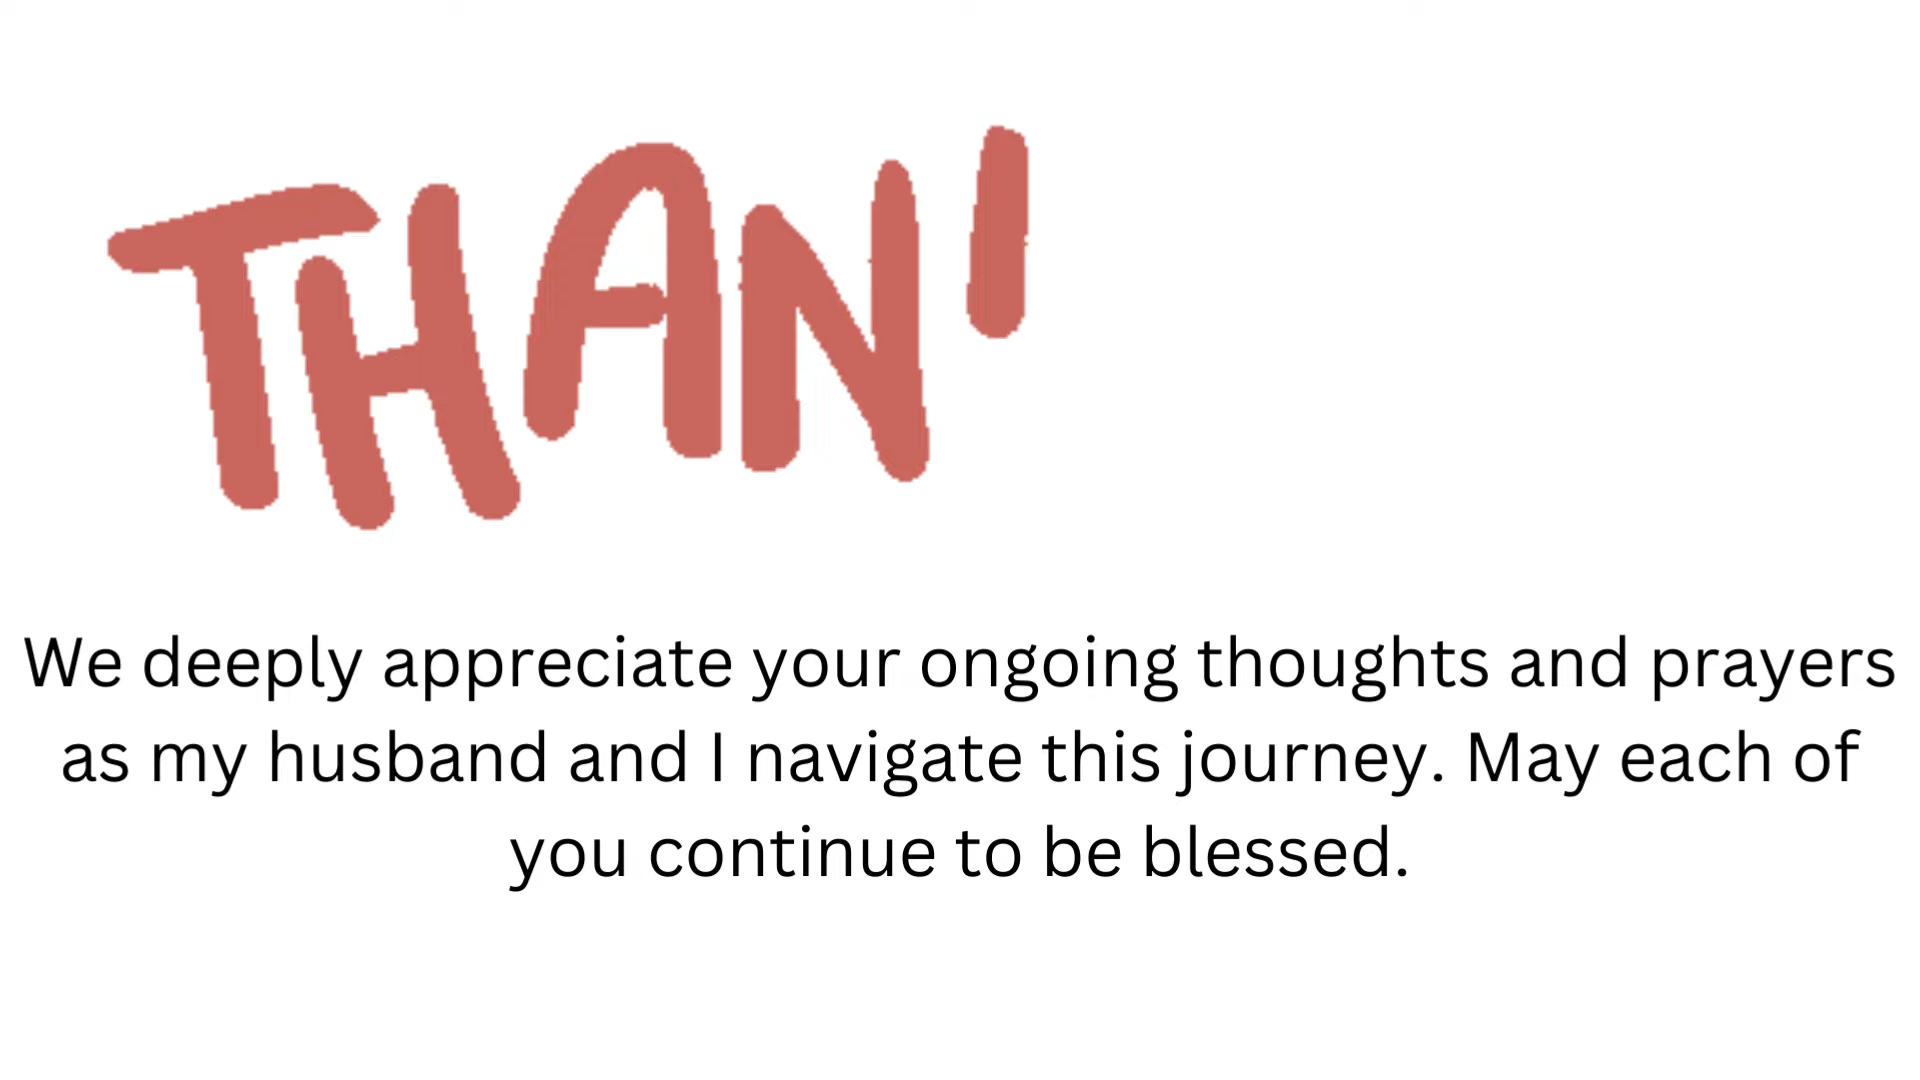 THAN
We deeply appreciate your ongoing thoughts and prayers
as my husband and I navigate this journey. May each of
you continue to be blessed.